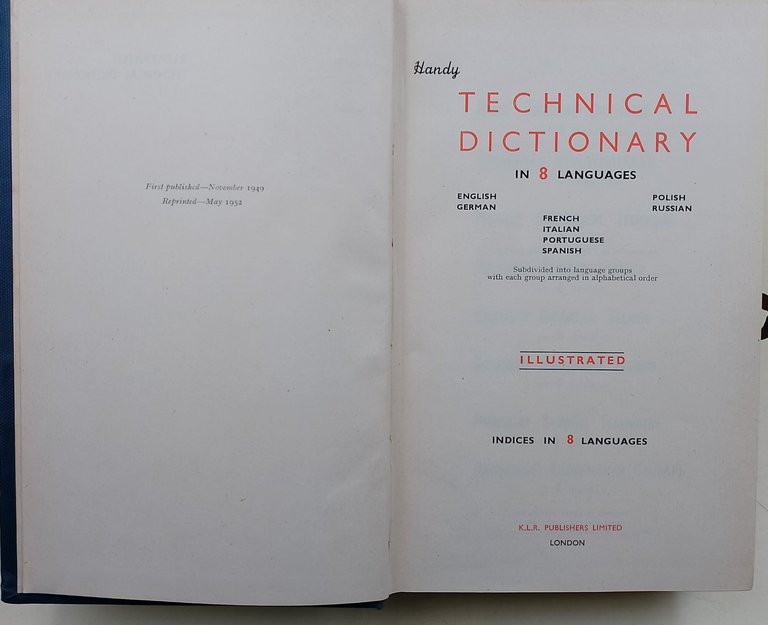 First published—November 1949
Reprinted—May 1952
Handy
TECHNICAL
DICTIONARY
IN 8 LANGUAGES
ENGLISH
GERMAN
POLISH
RUSSIAN
FRENCH
ITALIAN
PORTUGUESE
SPANISH
Subdivided into language groups
with each group arranged in alphabetical order
ILLUSTRATED
INDICES IN 8 LANGUAGES
K.L.R. PUBLISHERS LIMITED
LONDON